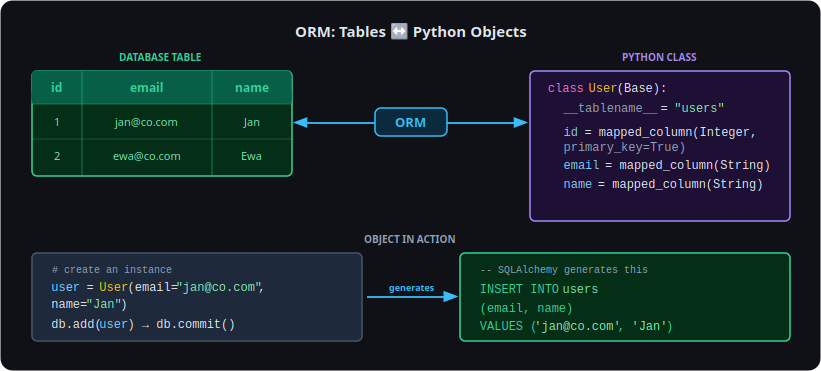 ORM: Tables ↔️ Python Objects
DATABASE TABLE
id email name
1 jan@co.com Jan
2 ewa@co.com Ewa
ORM
PYTHON CLASS
class User(Base):
__tablename__ = "users"
id = mapped_column(Integer,
primary_key=True)
email = mapped_column(String)
name = mapped_column(String)
OBJECT IN ACTION
# create an instance
user = User(email="jan@co.com",
name="Jan")
db.add(user) → db.commit()
generates
-- SQLAlchemy generates this
INSERT INTO users
(email, name)
VALUES ('jan@co.com', 'Jan')